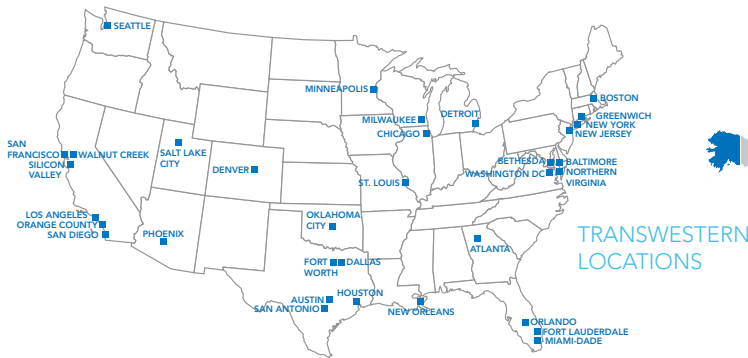 SEATTLE
MINNEAPOLIS
BOSTON
MILWAUKEE
DETROIT
GREENWICH
NEW YORK
CHICAGO
NEW JERSEY
SAN
FRANCISCO
WALNUT CREEK
SILICON
VALLEY
SALT LAKE
CITY
DENVER
ST. LOUIS
BETHESDA
BALTIMORE
WASHINGTON DC
NORTHERN
VIRGINIA
LOS ANGELES
ORANGE COUNTY
SAN DIEGO
PHOENIX
OKLAHOMA
CITY
ATLANTA
TRANSWESTERN
LOCATIONS
FORT
WORTH
DALLAS
AUSTIN
HOUSTON
SAN ANTONIO
NEW ORLEANS
ORLANDO
FORT LAUDERDALE
MIAMI-DADE